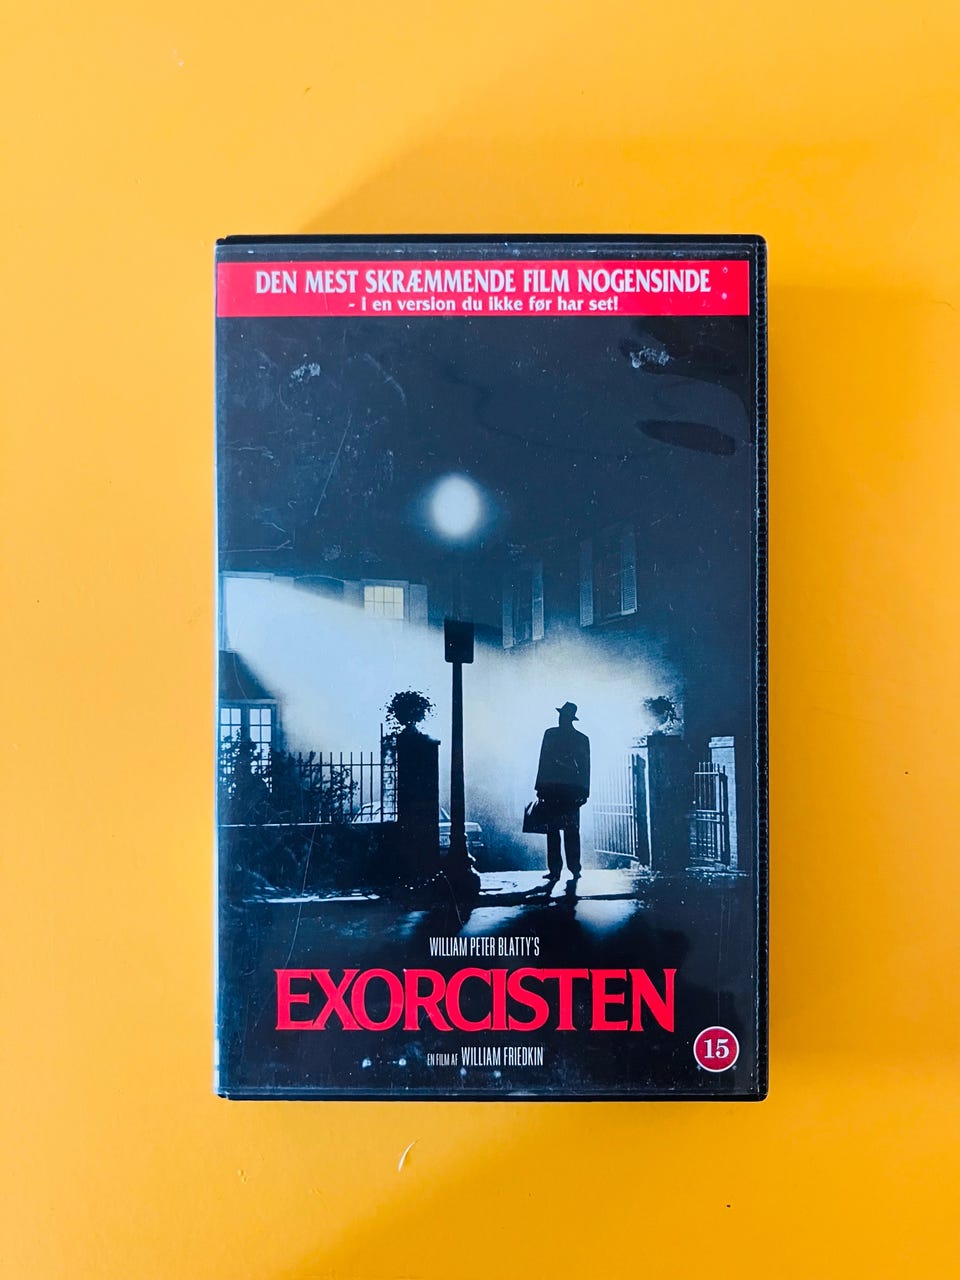 DEN MEST SKRÆMMENDE FILM NOGENSINDE
- i en version du ikke før har set!
WILLIAM PETER BLATTY'S
EXORCISTEN
EN FILM AF WILLIAM FRIEDKIN
15